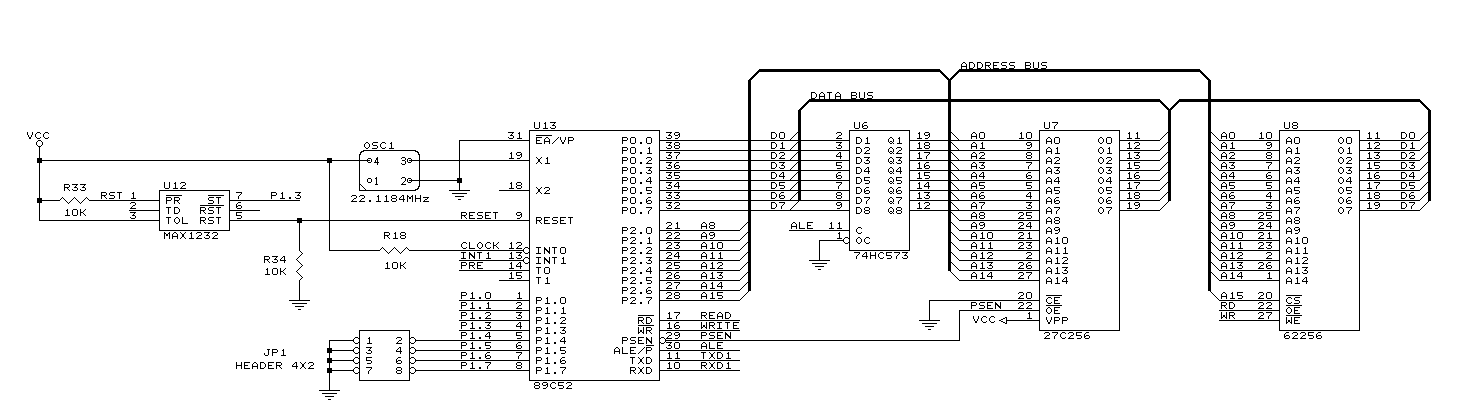 ADDRESS BUS
DATA BUS
VCC
R33
10K
RST
U12
1 PR ST 7 P1.3
2 TD RST 6
3 TOL RST 5
MAX1232
R34
10K
OSC1
4 3
1 2
22.1184MHz
R18
10K
JP1
HEADER 4X2
1 2
3 4
5 6
7 8
U13
31 EA/VP
19 X1
18 X2
RESET 9 RESET
CLOCK 12 INT0
INT1 13 INT1
PRE 14 T0
15 T1
P1.0 1 P1.0
P1.1 2 P1.1
P1.2 3 P1.2
P1.3 4 P1.3
P1.4 5 P1.4
P1.5 6 P1.5
P1.6 7 P1.6
P1.7 8 P1.7
P0.0 39 D0
P0.1 38 D1
P0.2 37 D2
P0.3 36 D3
P0.4 35 D4
P0.5 34 D5
P0.6 33 D6
P0.7 32 D7
P2.0 21 A8
P2.1 22 A9
P2.2 23 A10
P2.3 24 A11
P2.4 25 A12
P2.5 26 A13
P2.6 27 A14
P2.7 28 A15
RD 17 READ
WR 16 WRITE
PSEN 29 PSEN
ALE/P 30 ALE
TXD 11 TXD1
RXD 10 RXD1
89C52
U6
2 D1 Q1 19
3 D2 Q2 18
4 D3 Q3 17
5 D4 Q4 16
6 D5 Q5 15
7 D6 Q6 14
8 D7 Q7 13
9 D8 Q8 12
ALE 11 C
1 OC
74HC573
U7
A0 10 A0 O0 11
A1 9 A1 O1 12
A2 8 A2 O2 13
A3 7 A3 O3 15
A4 6 A4 O4 16
A5 5 A5 O5 17
A6 4 A6 O6 18
A7 3 A7 O7 19
A8 25 A8
A9 24 A9
A10 21 A10
A11 23 A11
A12 2 A12
A13 26 A13
A14 27 A14
20 CE
PSEN 22 OE
VCC 1 VPP
27C256
U8
A0 10 A0 O0 11 D0
A1 9 A1 O1 12 D1
A2 8 A2 O2 13 D2
A3 7 A3 O3 15 D3
A4 6 A4 O4 16 D4
A5 5 A5 O5 17 D5
A6 4 A6 O6 18 D6
A7 3 A7 O7 19 D7
A8 25 A8
A9 24 A9
A10 21 A10
A11 23 A11
A12 2 A12
A13 26 A13
A14 1 A14
A15 20 CS
RD 22 OE
WR 27 WE
62256